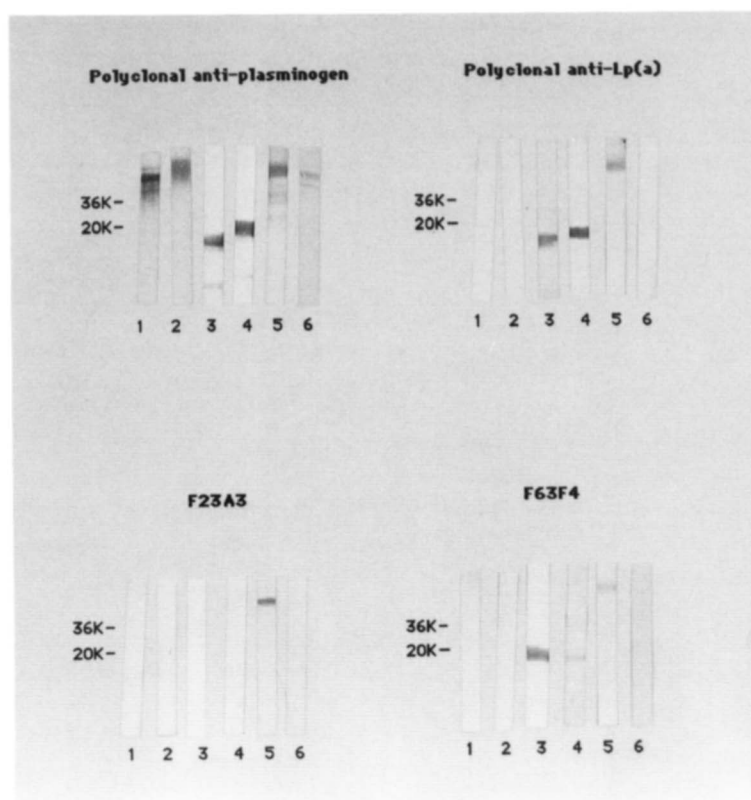 Polyclonal anti-plasminogen
36K-
20K-
1 2 3 4 5 6
Polyclonal anti-Lp(a)
36K-
20K-
1 2 3 4 5 6
F23A3
36K-
20K-
1 2 3 4 5 6
F63F4
36K-
20K-
1 2 3 4 5 6